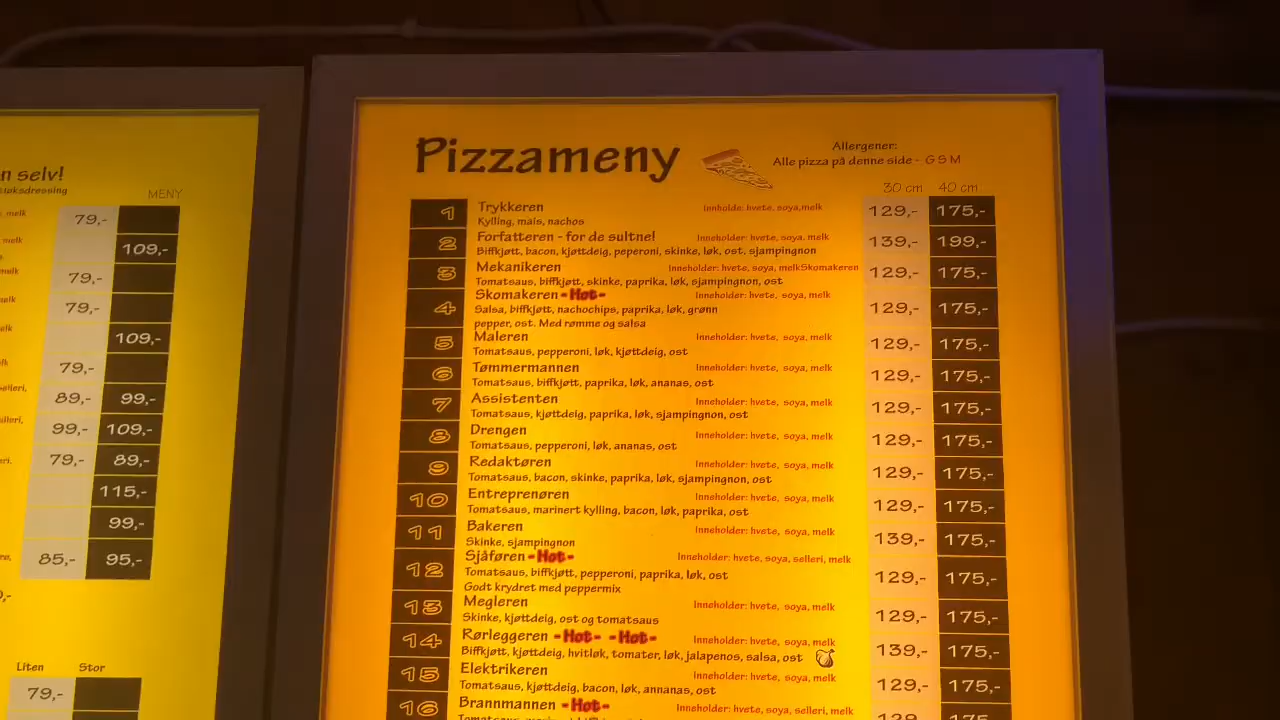 n selv!
MENY
melk
79,-
melk
109,-
79,-
79,-
109,-
79,-
89,- 99,-
99,- 109,-
79,- 89,-
115,-
99,-
85,- 95,-
Liten Stor
79,-
Pizzameny
Allergener:
Alle pizza på denne side - G S M
30 cm 40 cm
1 Trykkeren Innholde: hvete, soya,melk 129,- 175,-
Kylling, mais, nachos
2 Forfatteren - for de sultne! Inneholder: hvete, soya, melk 139,- 199,-
Biffkjøtt, bacon, kjøttdeig, peperoni, skinke, løk, ost, sjampingnon
3 Mekanikeren Inneholder: hvete, soya, melkSkomakeren 129,- 175,-
Tomatsaus, biffkjøtt, skinke, paprika, løk, sjampingnon, ost
4 Skomakeren -Hot- Inneholder: hvete, soya, melk 129,- 175,-
Salsa, biffkjøtt, nachochips, paprika, løk, grønn
pepper, ost. Med rømme og salsa
5 Maleren Inneholder: hvete, soya, melk 129,- 175,-
Tomatsaus, pepperoni, løk, kjøttdeig, ost
6 Tømmermannen Inneholder: hvete, soya, melk 129,- 175,-
Tomatsaus, biffkjøtt, paprika, løk, ananas, ost
7 Assistenten Inneholder: hvete, soya, melk 129,- 175,-
Tomatsaus, kjøttdeig, paprika, løk, sjampingnon, ost
8 Drengen Inneholder: hvete, soya, melk 129,- 175,-
Tomatsaus, pepperoni, løk, ananas, ost
9 Redaktøren Inneholder: hvete, soya, melk 129,- 175,-
Tomatsaus, bacon, skinke, paprika, løk, sjampingnon, ost
10 Entreprenøren Inneholder: hvete, soya, melk 129,- 175,-
Tomatsaus, marinert kylling, bacon, løk, paprika, ost
11 Bakeren Inneholder: hvete, soya, melk 139,- 175,-
Skinke, sjampingnon
12 Sjåføren -Hot- Inneholder: hvete, soya, selleri, melk 129,- 175,-
Tomatsaus, biffkjøtt, pepperoni, paprika, løk, ost
Godt krydret med peppermix
13 Megleren Inneholder: hvete, soya, melk 129,- 175,-
Skinke, kjøttdeig, ost og tomatsaus
14 Rørleggeren -Hot- -Hot- Inneholder: hvete, soya, melk 139,- 175,-
Biffkjøtt, kjøttdeig, hvitløk, tomater, løk, jalapenos, salsa, ost
15 Elektrikeren Inneholder: hvete, soya, melk 129,- 175,-
Tomatsaus, kjøttdeig, bacon, løk, annanas, ost
16 Brannmannen -Hot- Inneholder: hvete, soya, selleri, melk 129,- 175,-